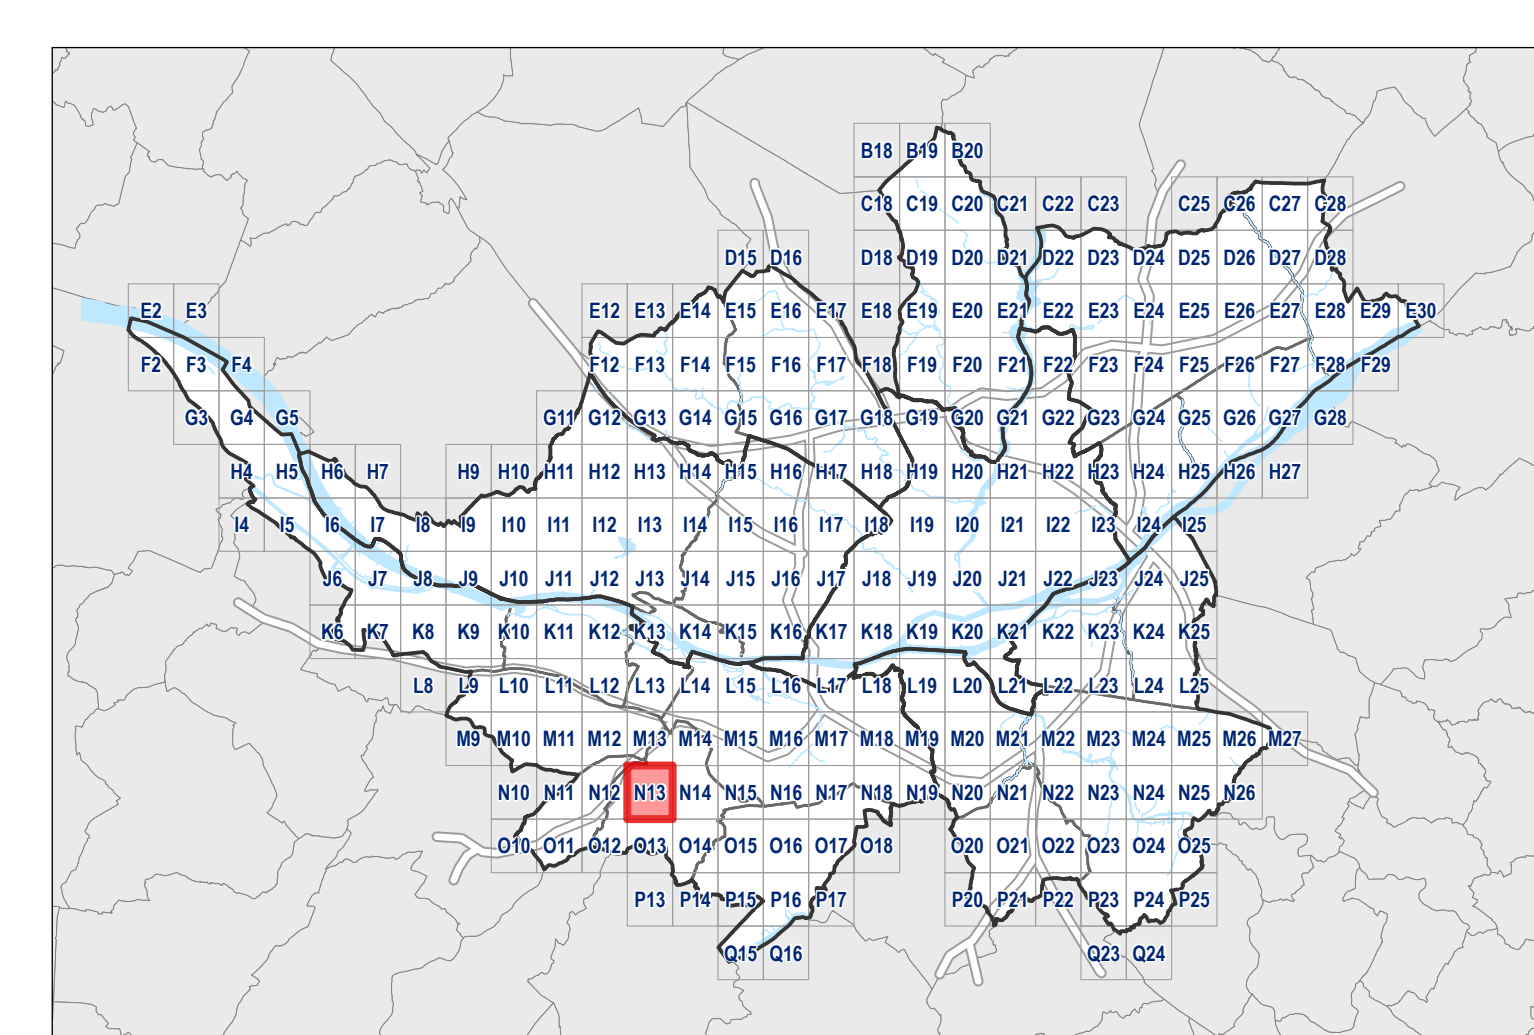 B18 B19 B20
C18 C19 C20 C21 C22 C23 C25 C26 C27 C28
D15 D16 D18 D19 D20 D21 D22 D23 D24 D25 D26 D27 D28
E2 E3 E12 E13 E14 E15 E16 E17 E18 E19 E20 E21 E22 E23 E24 E25 E26 E27 E28 E29 E30
F2 F3 F4 F12 F13 F14 F15 F16 F17 F18 F19 F20 F21 F22 F23 F24 F25 F26 F27 F28 F29
G3 G4 G5 G11 G12 G13 G14 G15 G16 G17 G18 G19 G20 G21 G22 G23 G24 G25 G26 G27 G28
H4 H5 H6 H7 H9 H10 H11 H12 H13 H14 H15 H16 H17 H18 H19 H20 H21 H22 H23 H24 H25 H26 H27
I4 I5 I6 I7 I8 I9 I10 I11 I12 I13 I14 I15 I16 I17 I18 I19 I20 I21 I22 I23 I24 I25
J6 J7 J8 J9 J10 J11 J12 J13 J14 J15 J16 J17 J18 J19 J20 J21 J22 J23 J24 J25
K6 K7 K8 K9 K10 K11 K12 K13 K14 K15 K16 K17 K18 K19 K20 K21 K22 K23 K24 K25
L8 L9 L10 L11 L12 L13 L14 L15 L16 L17 L18 L19 L20 L21 L22 L23 L24 L25
M9 M10 M11 M12 M13 M14 M15 M16 M17 M18 M19 M20 M21 M22 M23 M24 M25 M26 M27
N10 N11 N12 N13 N14 N15 N16 N17 N18 N19 N20 N21 N22 N23 N24 N25 N26
O10 O11 O12 O13 O14 O15 O16 O17 O18 O20 O21 O22 O23 O24 O25
P13 P14 P15 P16 P17 P20 P21 P22 P23 P24 P25
Q15 Q16 Q23 Q24